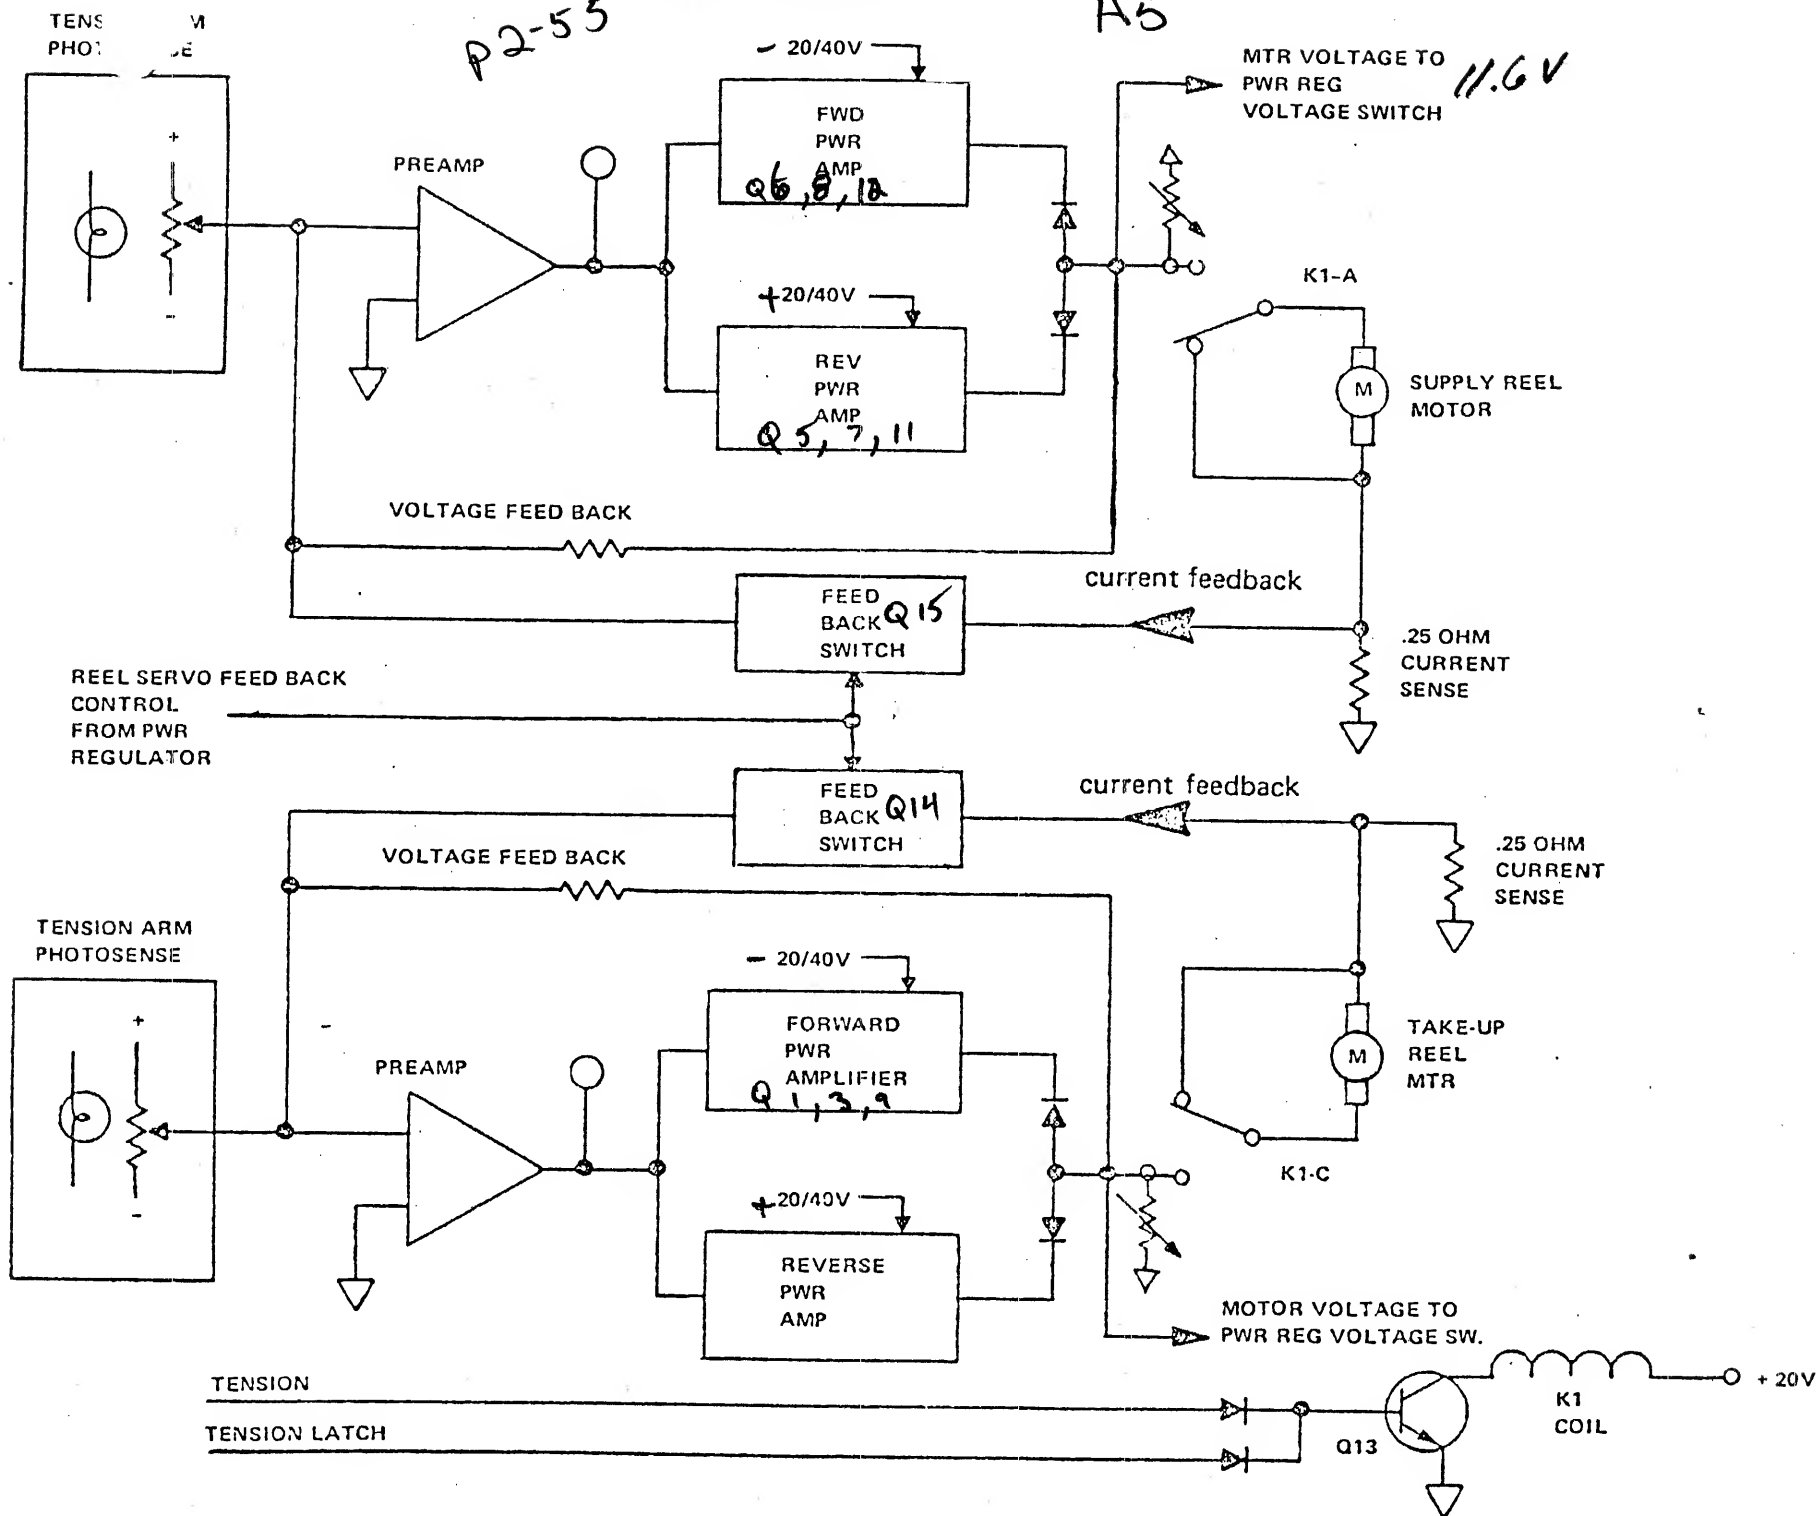 p2-55
A5
PHO
- 20/40V
MTR VOLTAGE TO
PWR REG
VOLTAGE SWITCH
11.6 V
FWD
PWR
AMP
Q6, 8, 12
+
-
PREAMP
+20/40V
REV
PWR
AMP
Q 5, 7, 11
K1-A
M
SUPPLY REEL
MOTOR
VOLTAGE FEED BACK
current feedback
FEED
BACK
SWITCH
Q15
.25 OHM
CURRENT
SENSE
REEL SERVO FEED BACK
CONTROL
FROM PWR
REGULATOR
FEED
BACK
SWITCH
Q14
current feedback
.25 OHM
CURRENT
SENSE
VOLTAGE FEED BACK
TENSION ARM
PHOTOSENSE
+
-
PREAMP
- 20/40V
FORWARD
PWR
AMPLIFIER
Q 1, 3, 9
M
TAKE-UP
REEL
MTR
K1-C
+20/40V
REVERSE
PWR
AMP
MOTOR VOLTAGE TO
PWR REG VOLTAGE SW.
TENSION
TENSION LATCH
Q13
K1
COIL
+ 20V